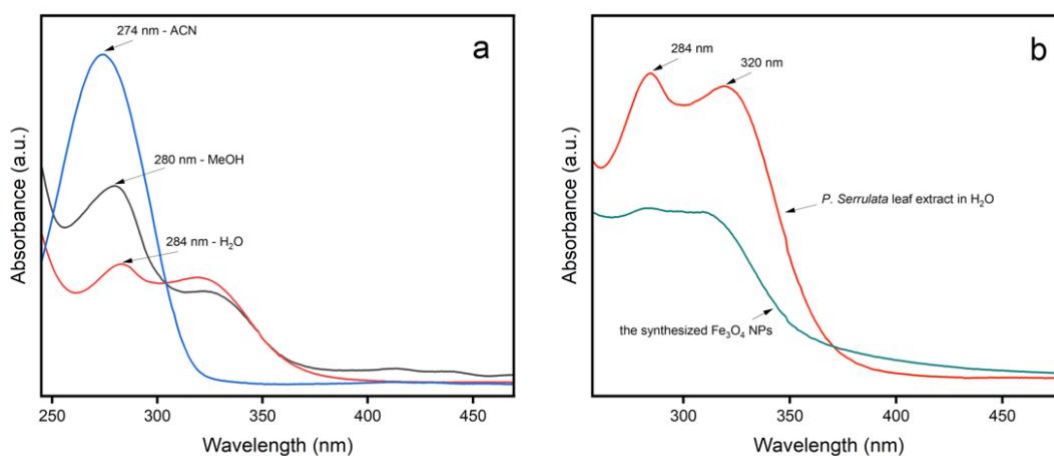 a
274 nm - ACN
280 nm - MeOH
284 nm - H₂O
Absorbance (a.u.)
250 300 350 400 450
Wavelength (nm)
b
284 nm
320 nm
P. Serrulata leaf extract in H₂O
the synthesized Fe₃O₄ NPs
Absorbance (a.u.)
300 350 400 450
Wavelength (nm)